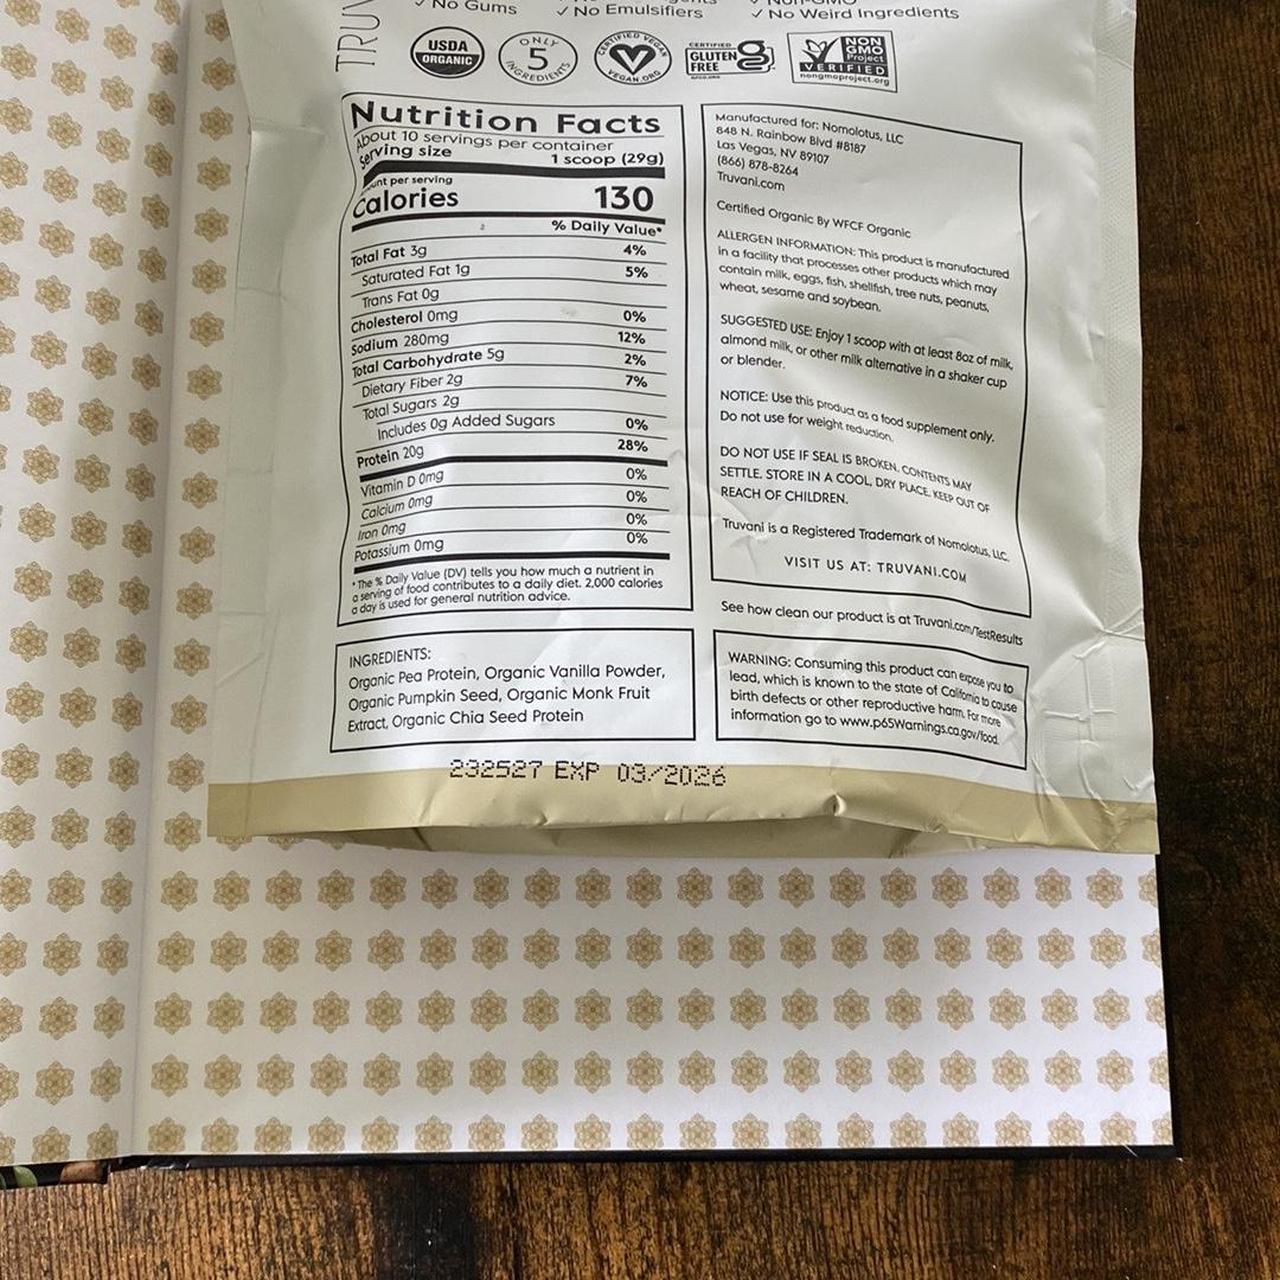 TRUV
✓ No Gums
✓ No Emulsifiers
Non-GMO
✓ No Weird Ingredients
USDA
ORGANIC
ONLY
5
INGREDIENTS
CERTIFIED VEGAN
VEGAN.ORG
CERTIFIED
GLUTEN
FREE
NON
GMO
Project
VERIFIED
nongmoproject.org
Nutrition Facts
About 10 servings per container
Serving size 1 scoop (29g)
Amount per serving
Calories 130
% Daily Value*
Total Fat 3g 4%
Saturated Fat 1g 5%
Trans Fat 0g
Cholesterol 0mg 0%
Sodium 280mg 12%
Total Carbohydrate 5g 2%
Dietary Fiber 2g 7%
Total Sugars 2g
Includes 0g Added Sugars 0%
Protein 20g 28%
Vitamin D 0mg 0%
Calcium 0mg 0%
Iron 0mg 0%
Potassium 0mg 0%
* The % Daily Value (DV) tells you how much a nutrient in
a serving of food contributes to a daily diet. 2,000 calories
a day is used for general nutrition advice.
INGREDIENTS:
Organic Pea Protein, Organic Vanilla Powder,
Organic Pumpkin Seed, Organic Monk Fruit
Extract, Organic Chia Seed Protein
Manufactured for: Nomolotus, LLC
848 N. Rainbow Blvd #8187
Las Vegas, NV 89107
(866) 878-8264
Truvani.com
Certified Organic By WFCF Organic
ALLERGEN INFORMATION: This product is manufactured
in a facility that processes other products which may
contain milk, eggs, fish, shellfish, tree nuts, peanuts,
wheat, sesame and soybean.
SUGGESTED USE: Enjoy 1 scoop with at least 8oz of milk,
almond milk, or other milk alternative in a shaker cup
or blender.
NOTICE: Use this product as a food supplement only.
Do not use for weight reduction.
DO NOT USE IF SEAL IS BROKEN. CONTENTS MAY
SETTLE. STORE IN A COOL, DRY PLACE. KEEP OUT OF
REACH OF CHILDREN.
Truvani is a Registered Trademark of Nomolotus, LLC.
VISIT US AT: TRUVANI.COM
See how clean our product is at Truvani.com/TestResults
WARNING: Consuming this product can expose you to
lead, which is known to the state of California to cause
birth defects or other reproductive harm. For more
information go to www.p65Warnings.ca.gov/food.
232527 EXP 03/2026